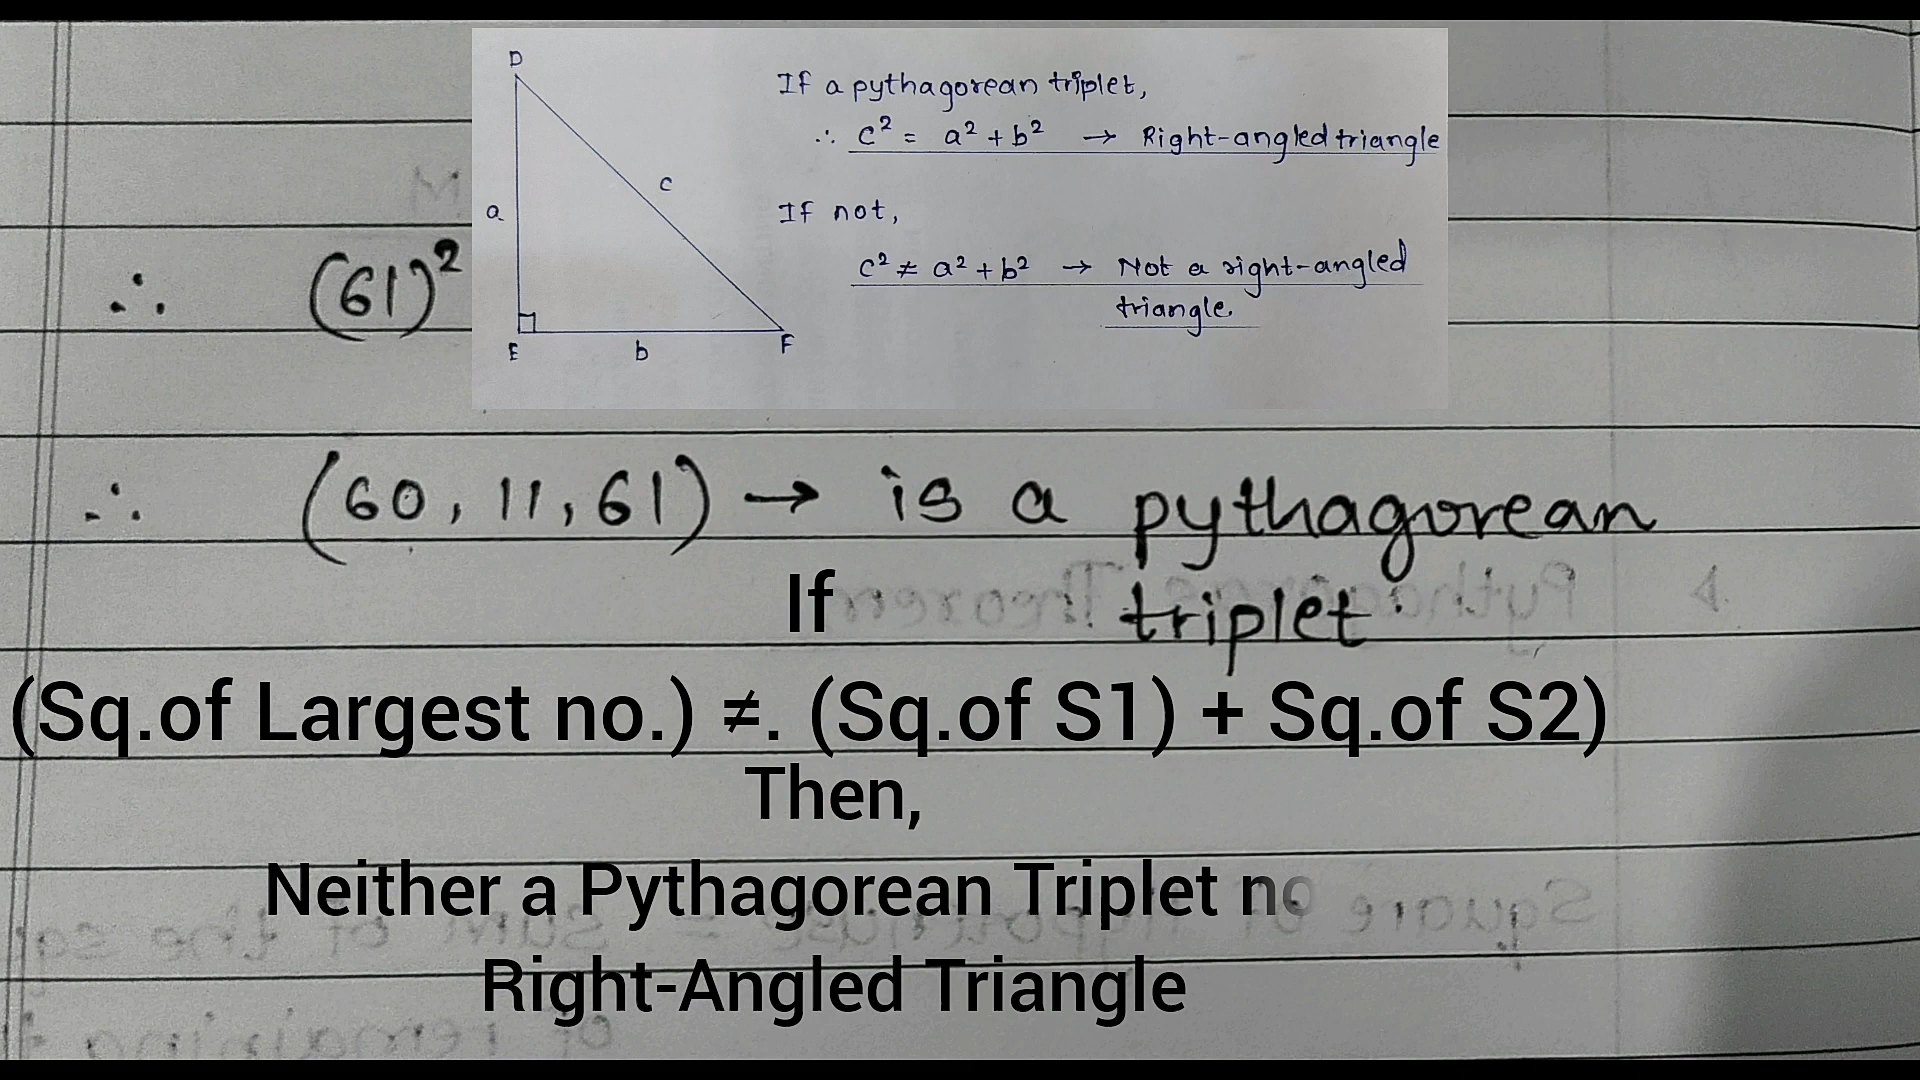 D
a
c
E
b
F
If a pythagorean triplet,
∴ c² = a² + b² → Right-angled triangle
If not,
c² ≠ a² + b² → Not a right-angled
triangle.
∴ (61)²
∴ (60, 11, 61) → is a pythagorean
triplet.
If
(Sq.of Largest no.) ≠. (Sq.of S1) + Sq.of S2)
Then,
Neither a Pythagorean Triplet
Right-Angled Triangle